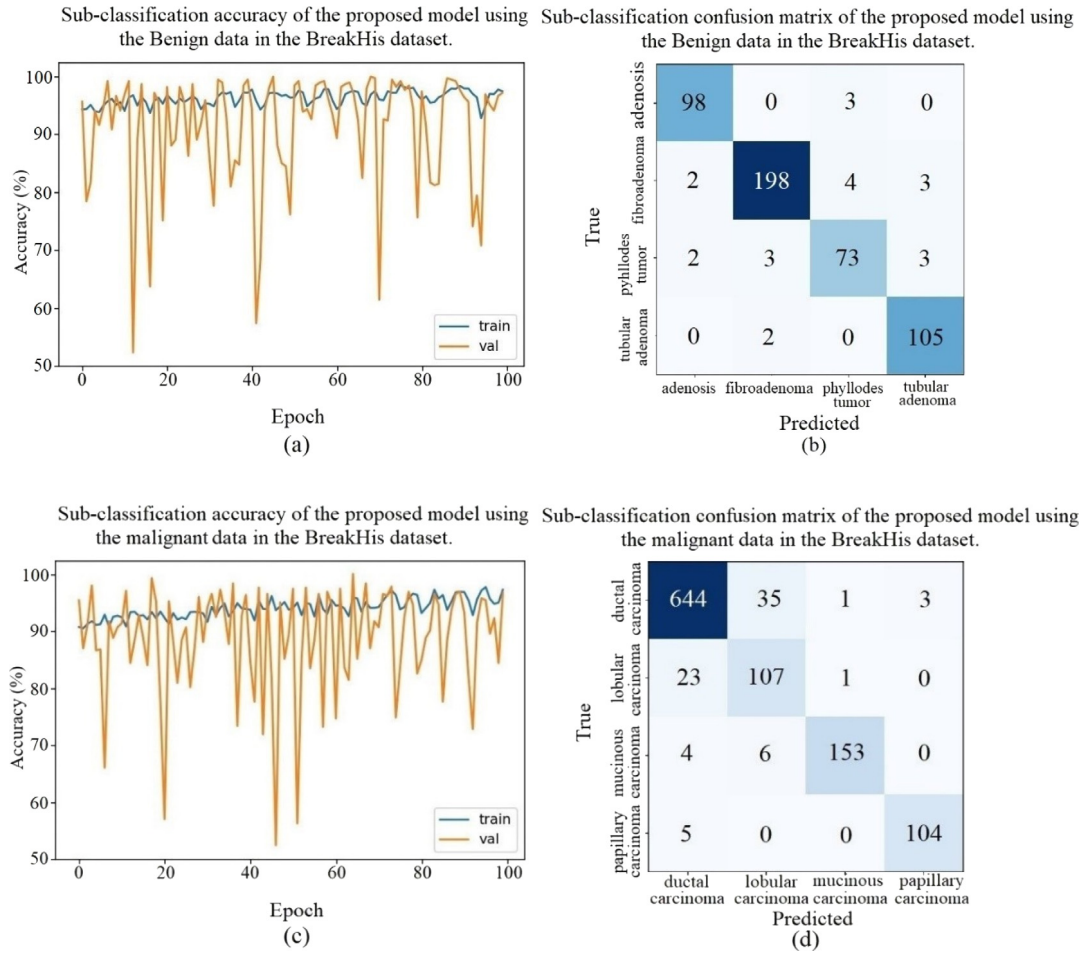 Sub-classification accuracy of the proposed model using
the Benign data in the BreakHis dataset.
100
90
80
70
60
50
Accuracy (%)
0 20 40 60 80 100
train
val
Epoch
(a)
Sub-classification confusion matrix of the proposed model using
the Benign data in the BreakHis dataset.
True
adenosis
fibroadenoma
pyhllodes
tumor
tubular
adenoma
98 0 3 0
2 198 4 3
2 3 73 3
0 2 0 105
adenosis fibroadenoma phyllodes tubular
tumor adenoma
Predicted
(b)
Sub-classification accuracy of the proposed model using
the malignant data in the BreakHis dataset.
100
90
80
70
60
50
Accuracy (%)
0 20 40 60 80 100
train
val
Epoch
(c)
Sub-classification confusion matrix of the proposed model using
the malignant data in the BreakHis dataset.
True
ductal
carcinoma
lobular
carcinoma
mucinous
carcinoma
papillary
carcinoma
644 35 1 3
23 107 1 0
4 6 153 0
5 0 0 104
ductal lobular mucinous papillary
carcinoma carcinoma carcinoma carcinoma
Predicted
(d)